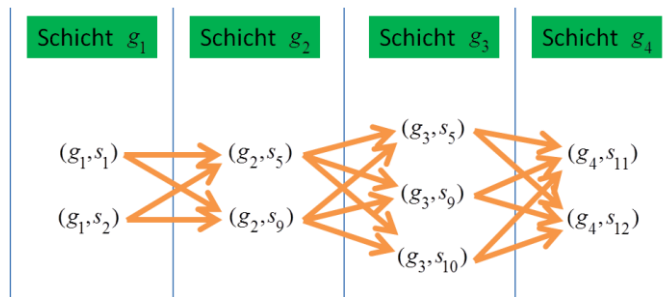 Schicht g₁ Schicht g₂ Schicht g₃ Schicht g₄
(g₃,s₅)
(g₁,s₁) (g₂,s₅) (g₄,s₁₁)
(g₃,s₉)
(g₁,s₂) (g₂,s₉) (g₄,s₁₂)
(g₃,s₁₀)